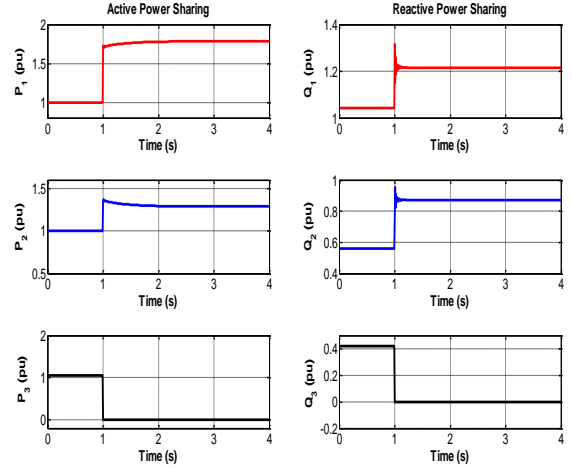 Active Power Sharing
Reactive Power Sharing
P1 (pu)
2
1.5
1
0 1 2 3 4
Time (s)
Q1 (pu)
1.4
1.2
1
0 1 2 3 4
Time (s)
P2 (pu)
1.5
1
0.5
0 1 2 3 4
Time (s)
Q2 (pu)
1
0.8
0.6
0.4
0 1 2 3 4
Time (s)
P3 (pu)
2
1
0
0 1 2 3 4
Time (s)
Q3 (pu)
0.4
0.2
0
-0.2
0 1 2 3 4
Time (s)